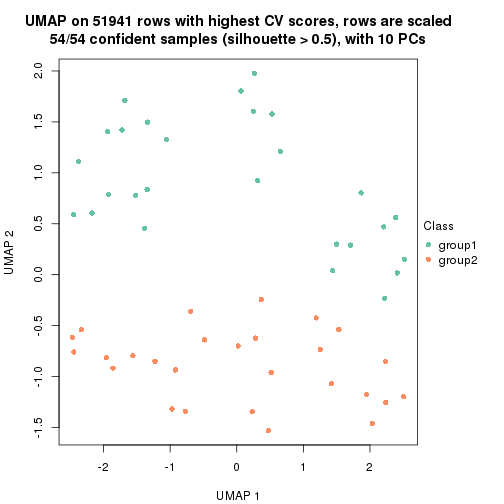 UMAP on 51941 rows with highest CV scores, rows are scaled
54/54 confident samples (silhouette > 0.5), with 10 PCs
2.0
1.5
1.0
0.5
0.0
-0.5
-1.0
-1.5
UMAP 2
-2
-1
0
1
2
UMAP 1
Class
group1
group2